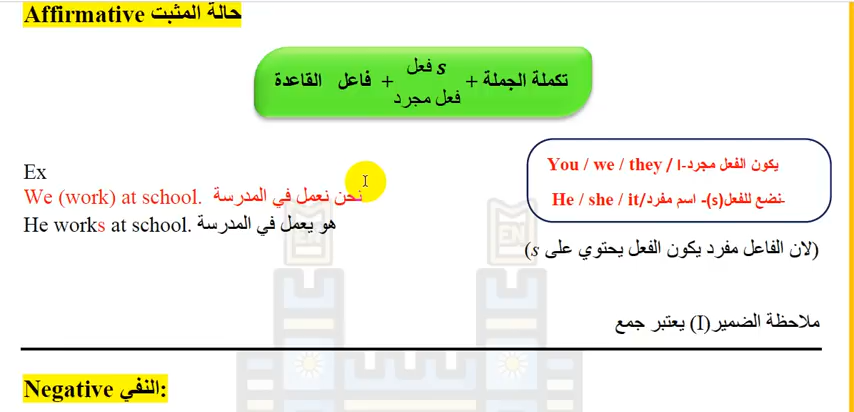 Affirmative حالة المثبت
القاعدة فاعل + فعل s + تكملة الجملة
فعل مجرد
You / we / they / I-يكون الفعل مجرد
He / she / it/نضع للفعل(s)- اسم مفرد-
Ex
We (work) at school. نحن نعمل في المدرسة
He works at school. هو يعمل في المدرسة
(لان الفاعل مفرد يكون الفعل يحتوي على s)
ملاحظة الضمير(I) يعتبر جمع
Negative النفي:
EN